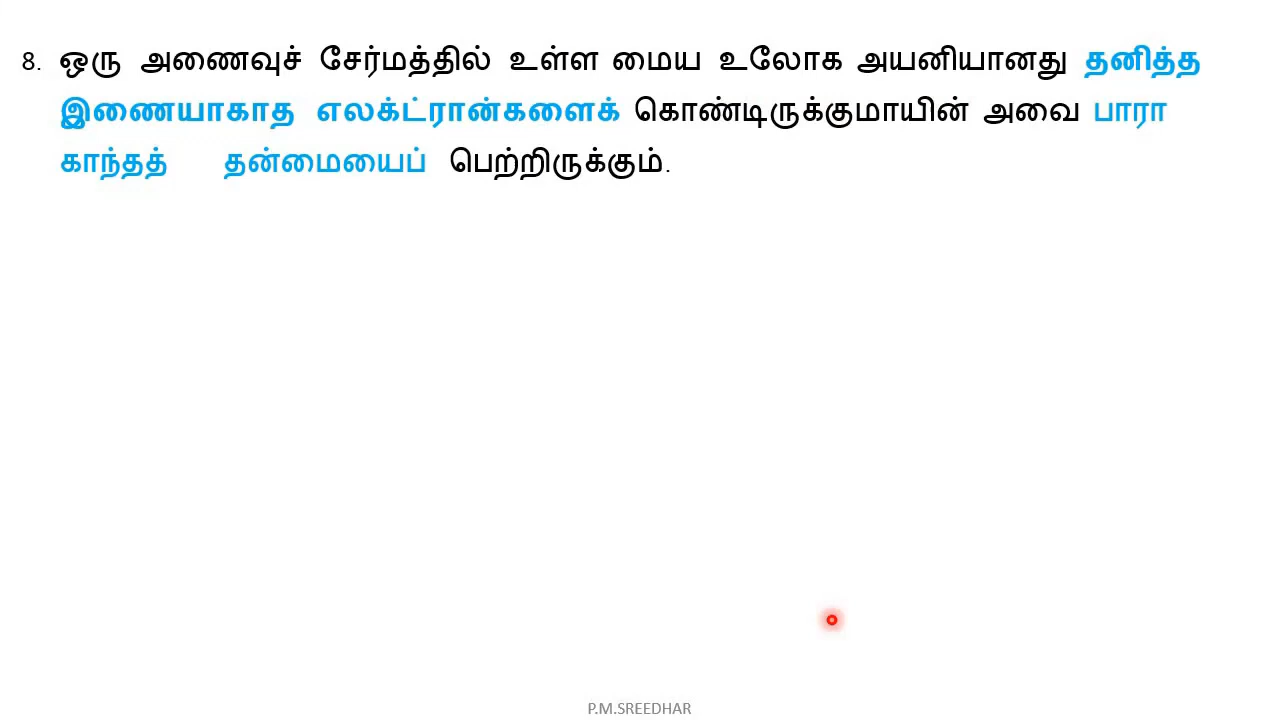 8. ஒரு அணைவுச் சேர்மத்தில் உள்ள மைய உலோக அயனியானது தனித்த
இணையாகாத எலக்ட்ரான்களைக் கொண்டிருக்குமாயின் அவை பாரா
காந்தத் தன்மையைப் பெற்றிருக்கும்.
P.M.SREEDHAR